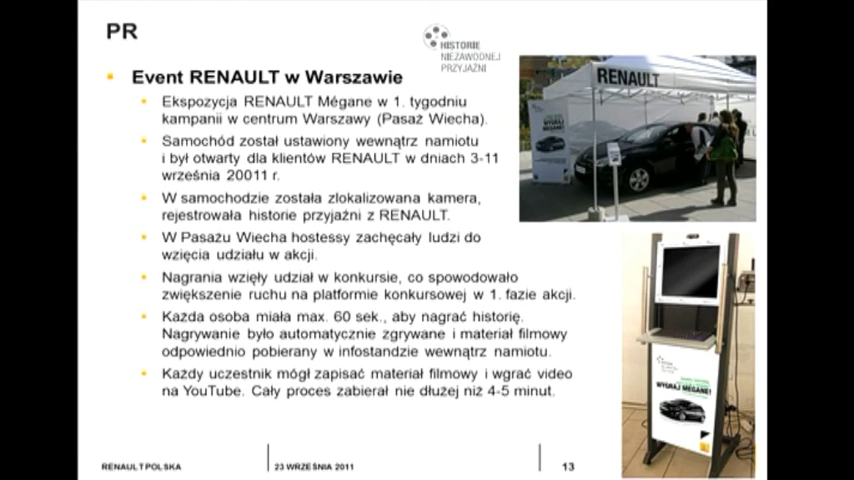 PR
HISTORIE
NIEZAWODNEJ
PRZYJAŹNI
Event RENAULT w Warszawie
Ekspozycja RENAULT Mégane w 1. tygodniu
kampanii w centrum Warszawy (Pasaż Wiecha).
Samochód został ustawiony wewnątrz namiotu
i był otwarty dla klientów RENAULT w dniach 3-11
września 20011 r.
W samochodzie została zlokalizowana kamera,
rejestrowała historie przyjaźni z RENAULT.
W Pasażu Wiecha hostessy zachęcały ludzi do
wzięcia udziału w akcji.
Nagrania wzięły udział w konkursie, co spowodowało
zwiększenie ruchu na platformie konkursowej w 1. fazie akcji.
Każda osoba miała max. 60 sek., aby nagrać historię.
Nagrywanie było automatycznie zgrywane i materiał filmowy
odpowiednio pobierany w infostandzie wewnątrz namiotu.
Każdy uczestnik mógł zapisać materiał filmowy i wgrać video
na YouTube. Cały proces zabierał nie dłużej niż 4-5 minut.
RENAULT
WYGRAJ
MEGANE!
WYGRAJ MEGANE!
RENAULT POLSKA
23 WRZEŚNIA 2011
13